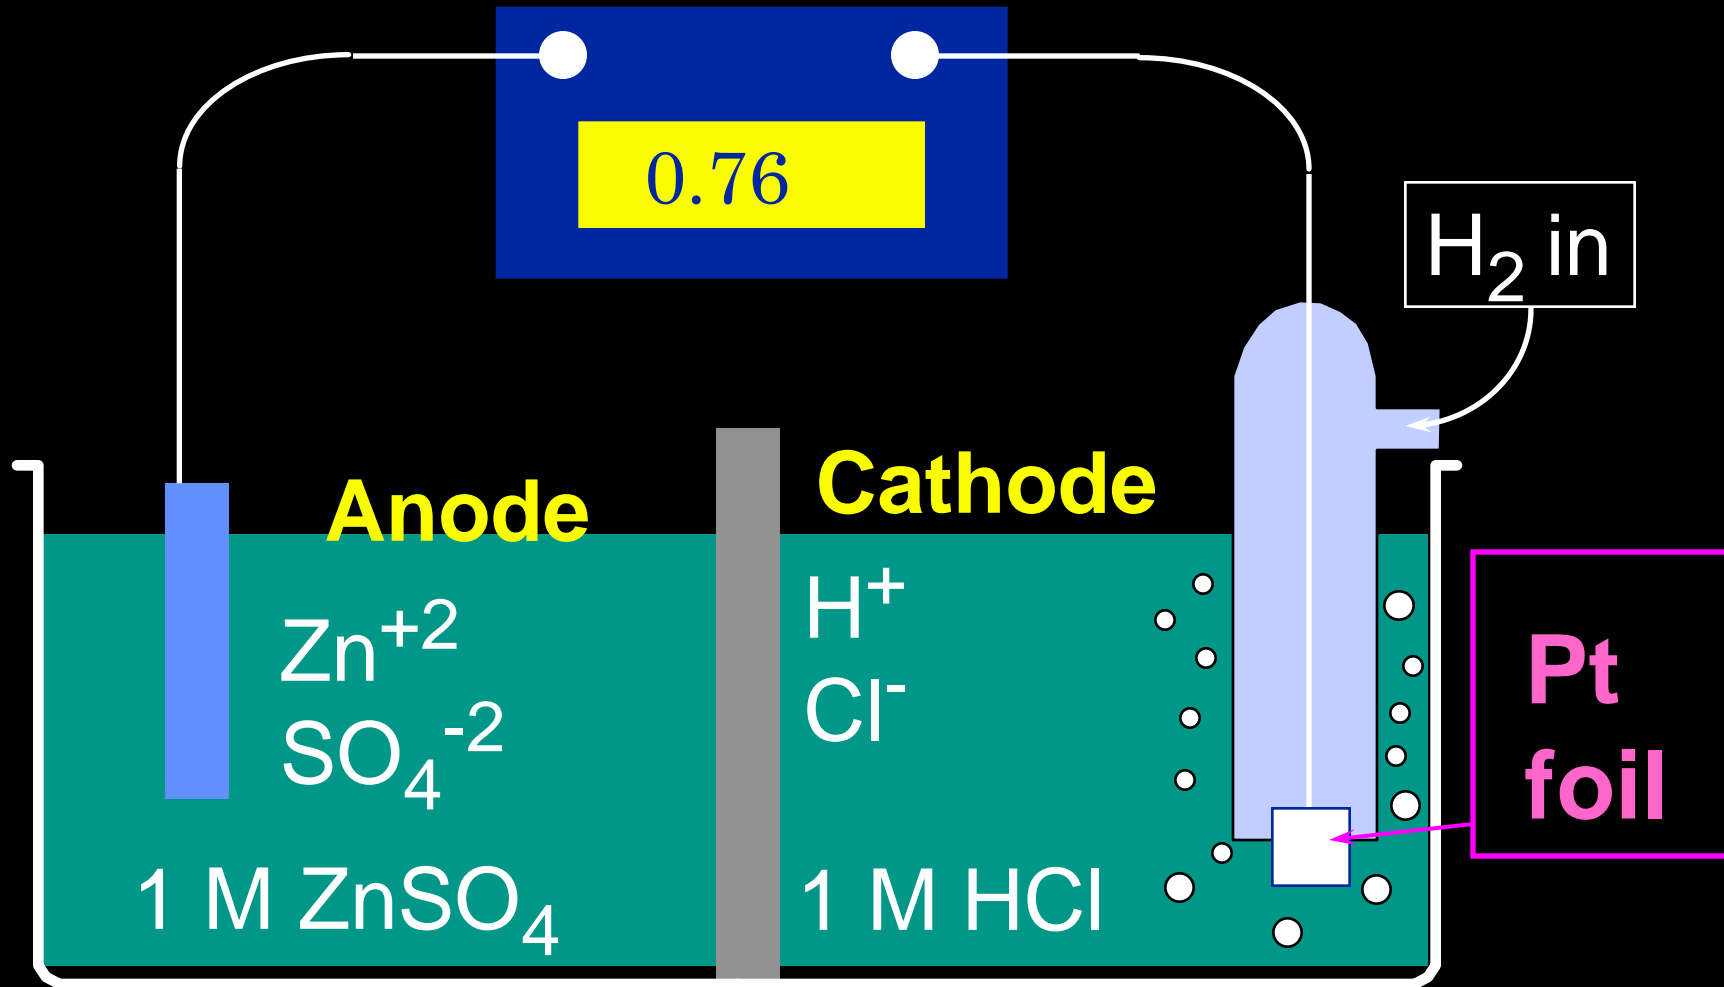 0.76
H₂ in
Anode
Cathode
Zn⁺²
SO₄⁻²
1 M ZnSO₄
H⁺
Cl⁻
1 M HCl
Pt
foil